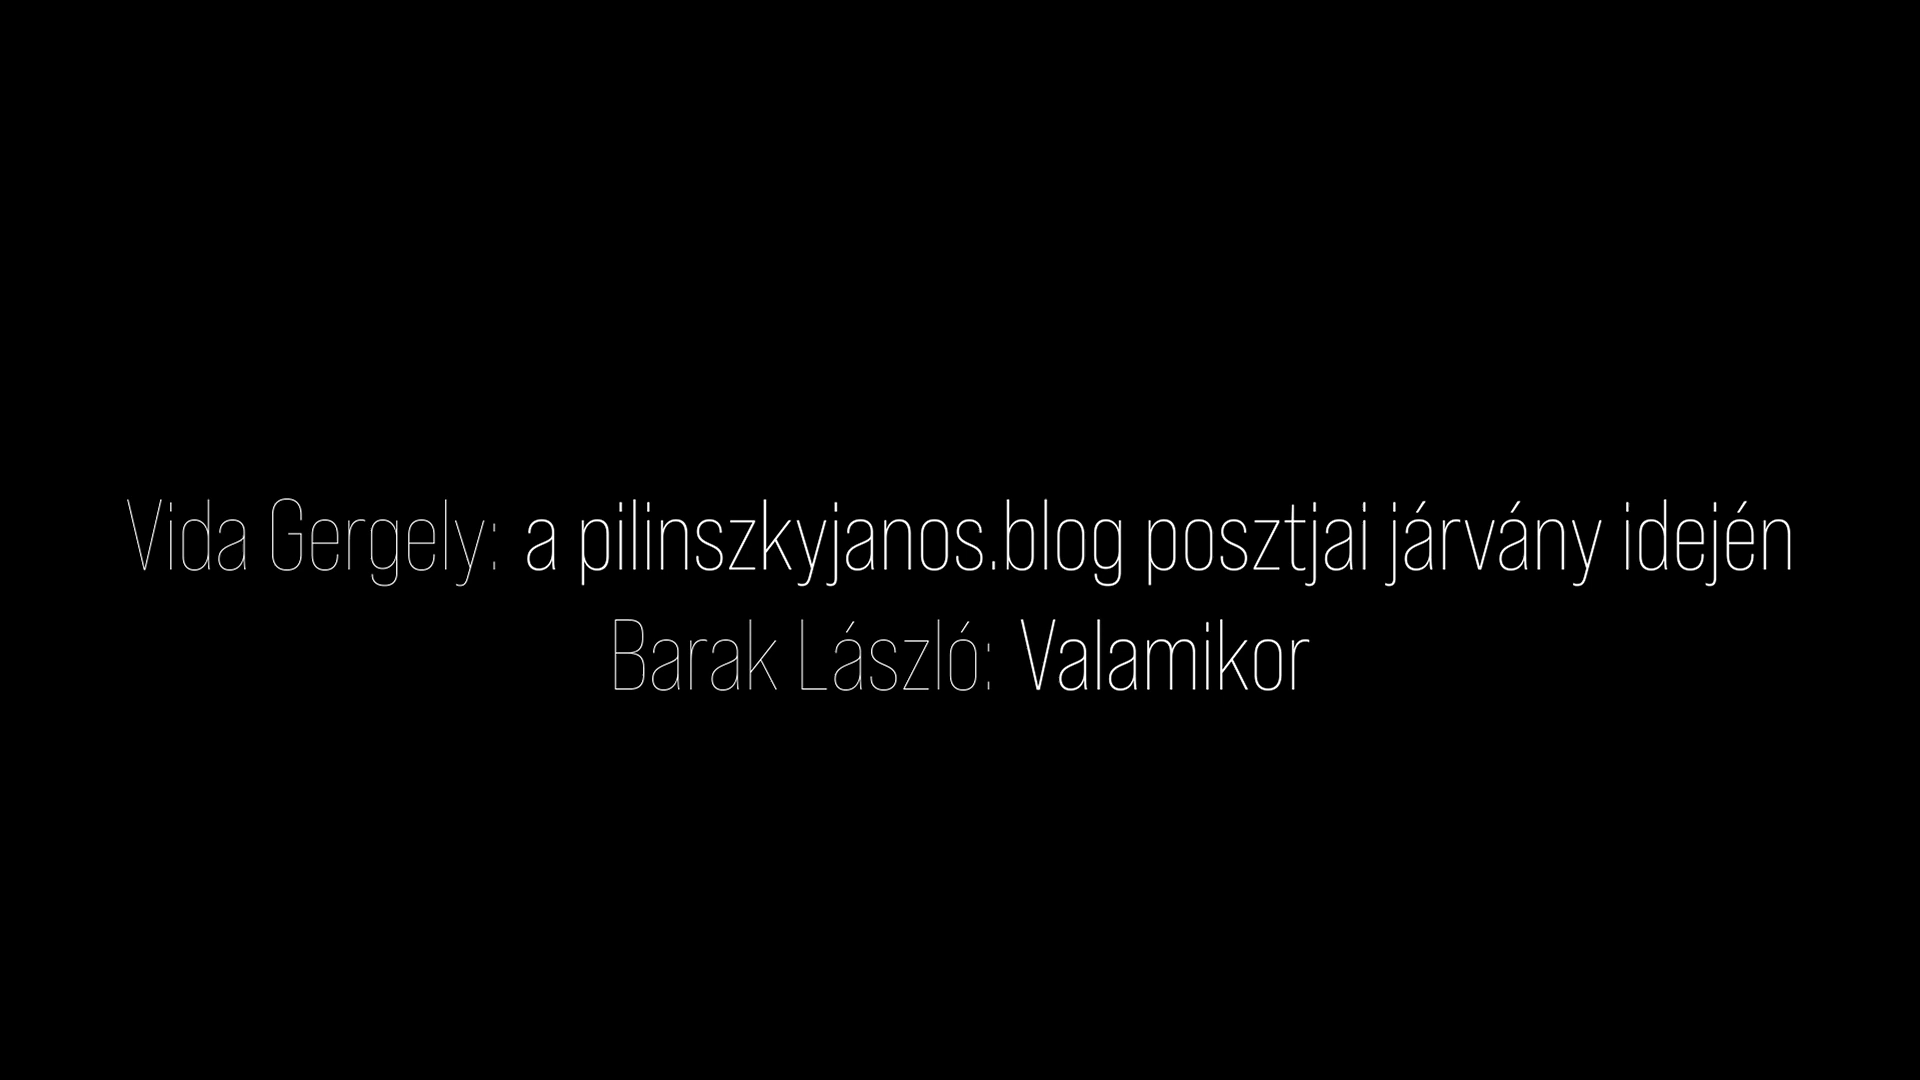 Vida Gergely: a pilinszkyjanos.blog posztjai járvány idején
Barak László: Valamikor